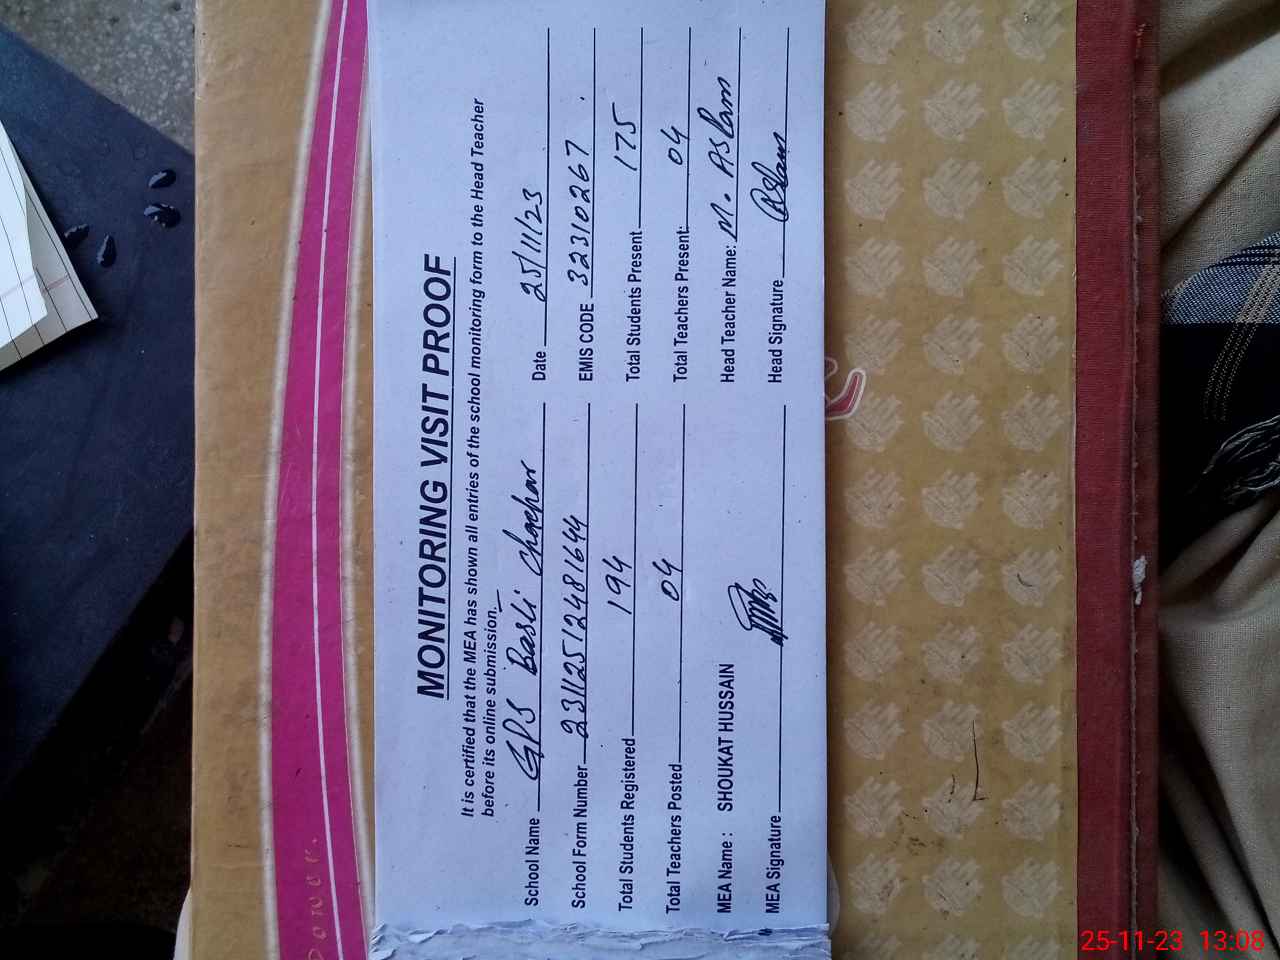 MONITORING VISIT PROOF
It is certified that the MEA has shown all entries of the school monitoring form to the Head Teacher
before its online submission.
School Name GPS Basti Chachar Date 25/11/23
School Form Number 23112512481644 EMIS CODE 32310267
Total Students Registered 194 Total Students Present 175
Total Teachers Posted 04 Total Teachers Present: 04
MEA Name : SHOUKAT HUSSAIN Head Teacher Name: M. ASlam
MEA Signature Head Signature ASlam
25-11-23 13:08